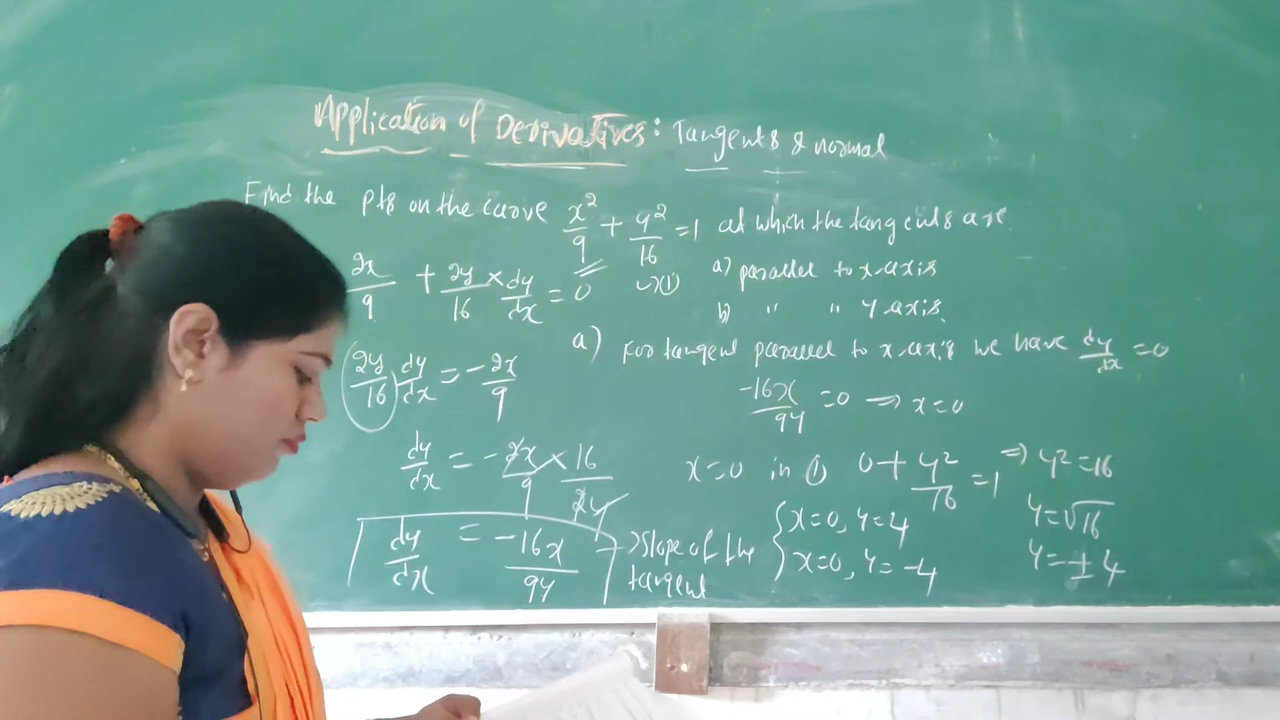 Application of Derivatives: Tangents & normal
Find the pts on the curve x²/9 + y²/16 = 1 at which the tangents are
2x/9 + 2y/16 × dy/dx = 0 → ①
a) parallel to x-axis
b) " " y-axis.
2y/16 dy/dx = -2x/9
a) For tangent parallel to x-axis we have dy/dx = 0
-16x/9y = 0 ⇒ x=0
dy/dx = -2x/9 × 16/2y
x=0 in ① 0 + y²/16 = 1 ⇒ y²=16
y=√16
y=±4
dy/dx = -16x/9y → slope of the tangent
{x=0, y=4
x=0, y=-4